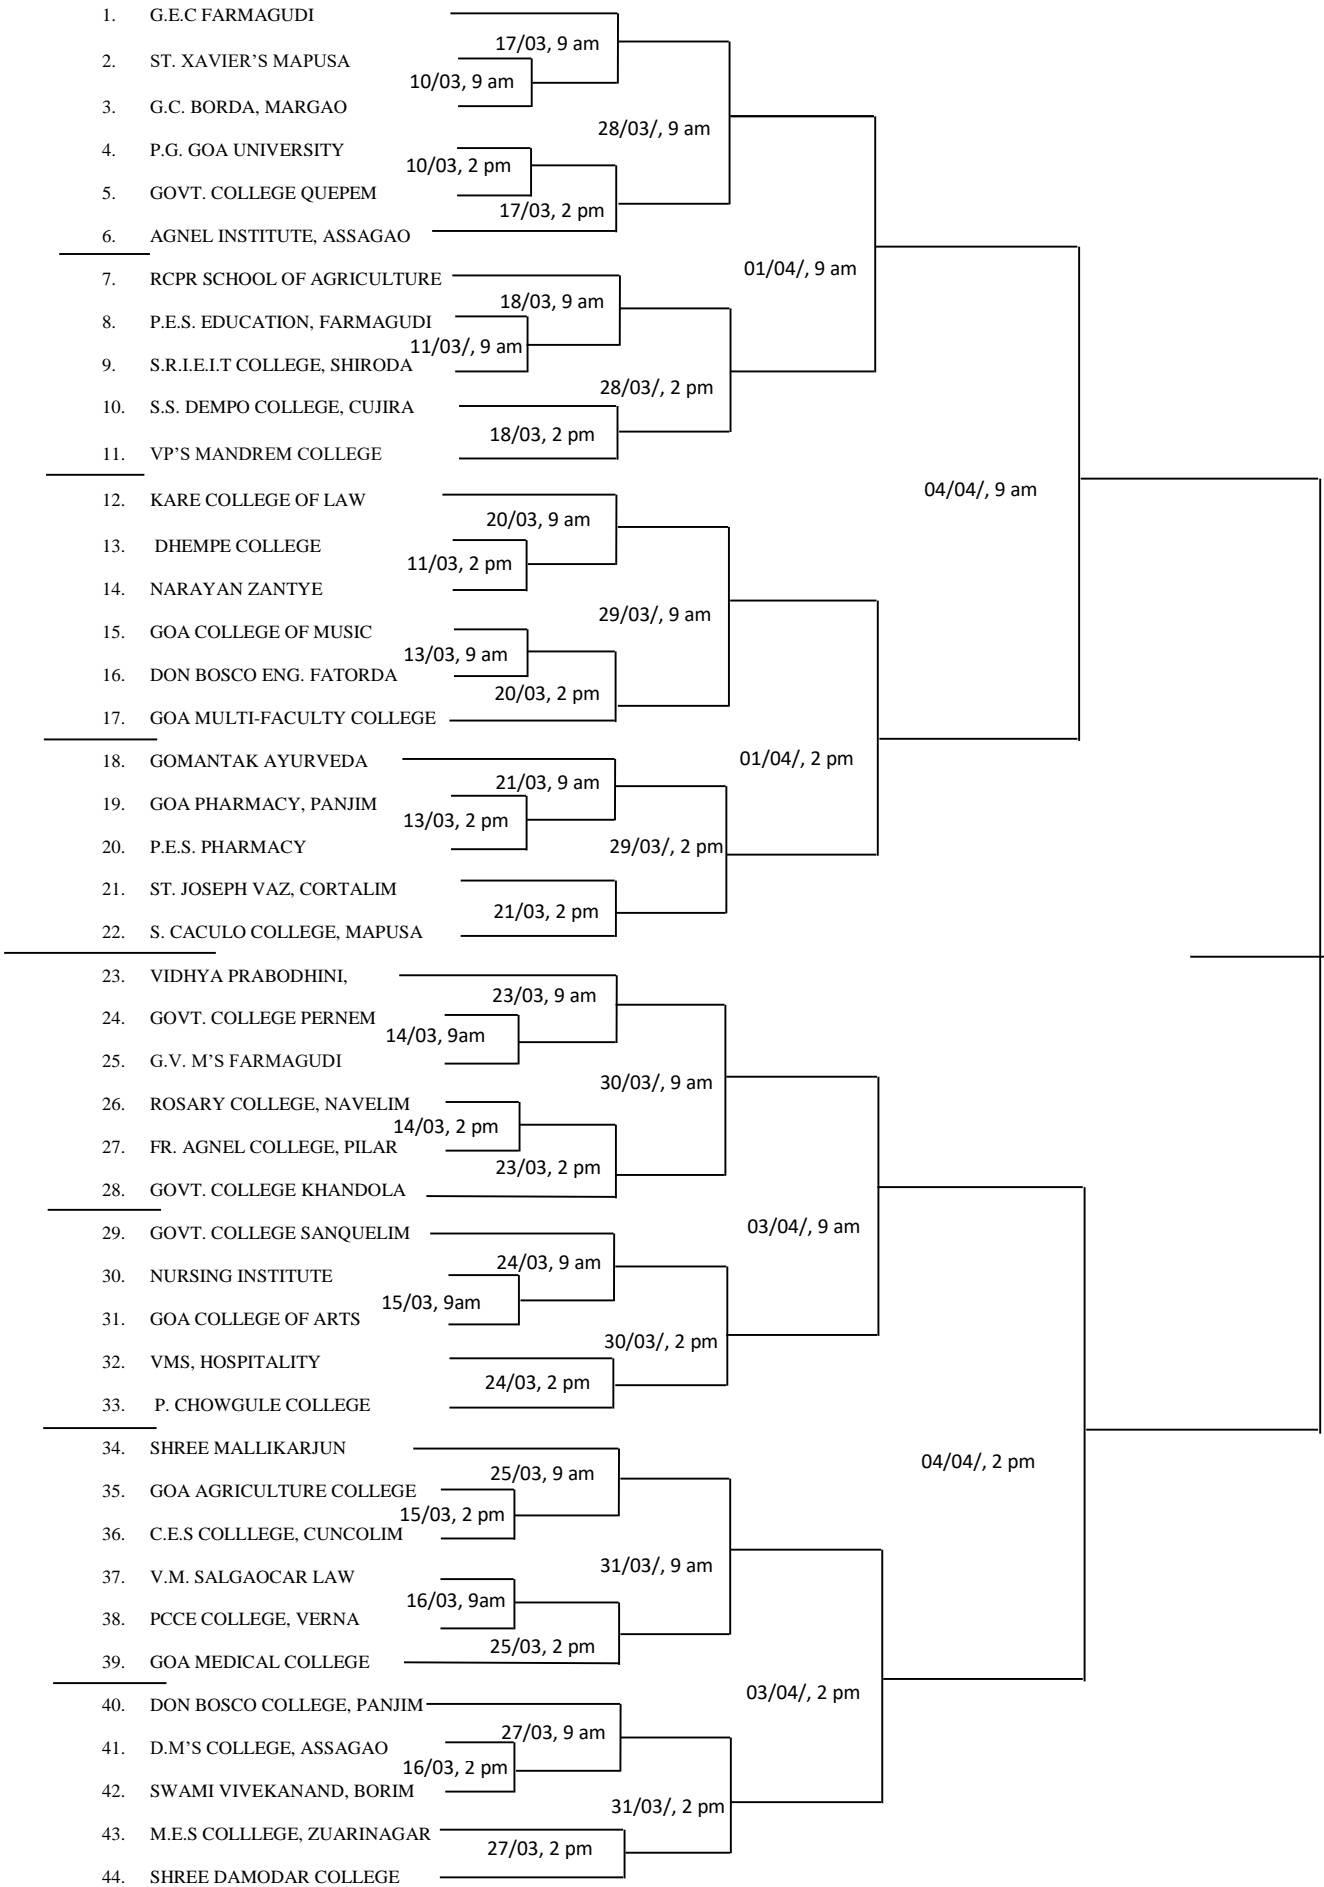 1. G.E.C FARMAGUDI
17/03, 9 am
2. ST. XAVIER'S MAPUSA
10/03, 9 am
3. G.C. BORDA, MARGAO
28/03/, 9 am
4. P.G. GOA UNIVERSITY
10/03, 2 pm
5. GOVT. COLLEGE QUEPEM
17/03, 2 pm
6. AGNEL INSTITUTE, ASSAGAO
01/04/, 9 am
7. RCPR SCHOOL OF AGRICULTURE
18/03, 9 am
8. P.E.S. EDUCATION, FARMAGUDI
11/03/, 9 am
9. S.R.I.E.I.T COLLEGE, SHIRODA
28/03/, 2 pm
10. S.S. DEMPO COLLEGE, CUJIRA
18/03, 2 pm
11. VP'S MANDREM COLLEGE
04/04/, 9 am
12. KARE COLLEGE OF LAW
20/03, 9 am
13. DHEMPE COLLEGE
11/03, 2 pm
14. NARAYAN ZANTYE
29/03/, 9 am
15. GOA COLLEGE OF MUSIC
13/03, 9 am
16. DON BOSCO ENG. FATORDA
20/03, 2 pm
17. GOA MULTI-FACULTY COLLEGE
01/04/, 2 pm
18. GOMANTAK AYURVEDA
21/03, 9 am
19. GOA PHARMACY, PANJIM
13/03, 2 pm
20. P.E.S. PHARMACY
29/03/, 2 pm
21. ST. JOSEPH VAZ, CORTALIM
21/03, 2 pm
22. S. CACULO COLLEGE, MAPUSA
23. VIDHYA PRABODHINI,
23/03, 9 am
24. GOVT. COLLEGE PERNEM
14/03, 9am
25. G.V. M'S FARMAGUDI
30/03/, 9 am
26. ROSARY COLLEGE, NAVELIM
14/03, 2 pm
27. FR. AGNEL COLLEGE, PILAR
23/03, 2 pm
28. GOVT. COLLEGE KHANDOLA
03/04/, 9 am
29. GOVT. COLLEGE SANQUELIM
24/03, 9 am
30. NURSING INSTITUTE
15/03, 9am
31. GOA COLLEGE OF ARTS
30/03/, 2 pm
32. VMS, HOSPITALITY
24/03, 2 pm
33. P. CHOWGULE COLLEGE
34. SHREE MALLIKARJUN
04/04/, 2 pm
25/03, 9 am
35. GOA AGRICULTURE COLLEGE
15/03, 2 pm
36. C.E.S COLLLEGE, CUNCOLIM
31/03/, 9 am
37. V.M. SALGAOCAR LAW
16/03, 9am
38. PCCE COLLEGE, VERNA
25/03, 2 pm
39. GOA MEDICAL COLLEGE
03/04/, 2 pm
40. DON BOSCO COLLEGE, PANJIM
27/03, 9 am
41. D.M'S COLLEGE, ASSAGAO
16/03, 2 pm
42. SWAMI VIVEKANAND, BORIM
31/03/, 2 pm
43. M.E.S COLLLEGE, ZUARINAGAR
27/03, 2 pm
44. SHREE DAMODAR COLLEGE